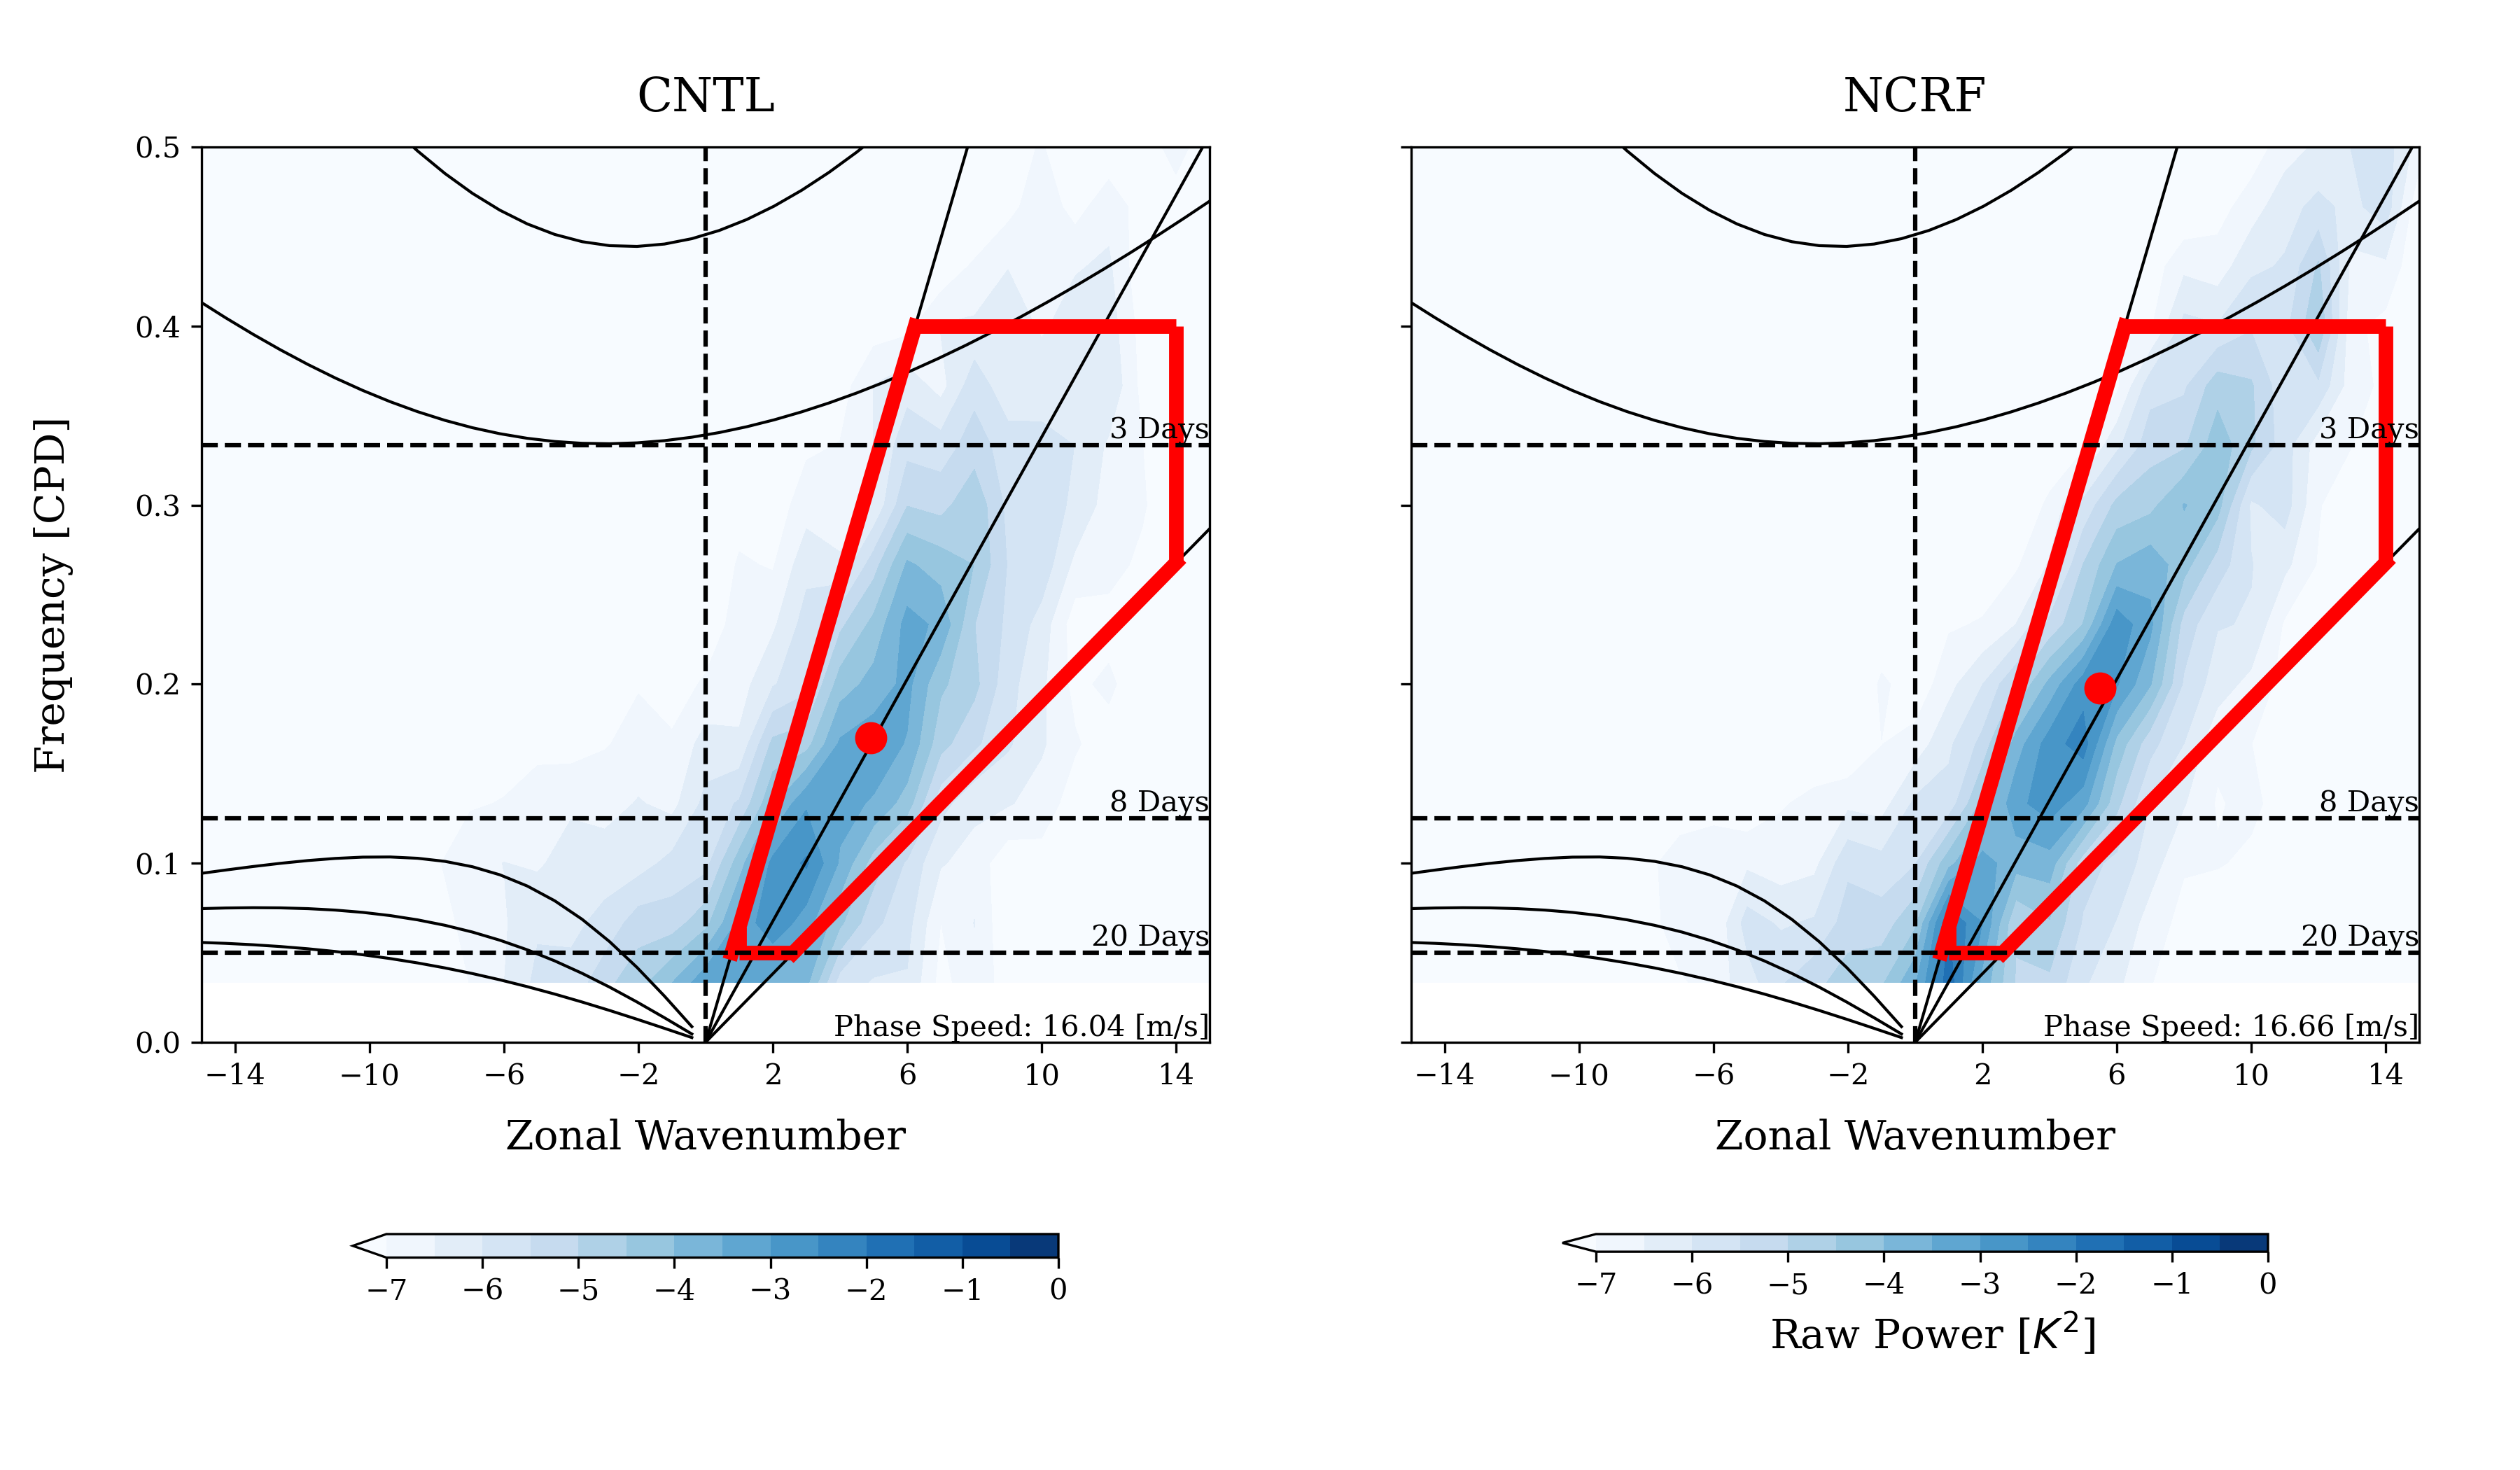 CNTL
NCRF
0.5
0.4
0.3
0.2
0.1
0.0
Frequency [CPD]
3 Days
8 Days
20 Days
Phase Speed: 16.04 [m/s]
3 Days
8 Days
20 Days
Phase Speed: 16.66 [m/s]
−14 −10 −6 −2 2 6 10 14
−14 −10 −6 −2 2 6 10 14
Zonal Wavenumber
Zonal Wavenumber
−7 −6 −5 −4 −3 −2 −1 0
−7 −6 −5 −4 −3 −2 −1 0
Raw Power [K²]